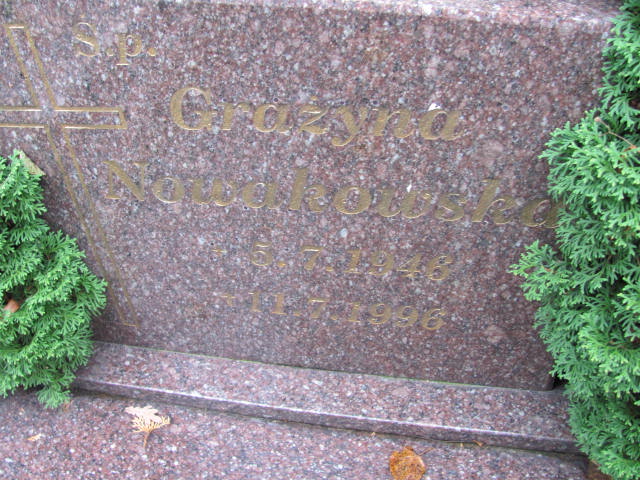 Ś.p.
Grażyna
Nowakowska
* 5.7.1946
+ 11.7.1996